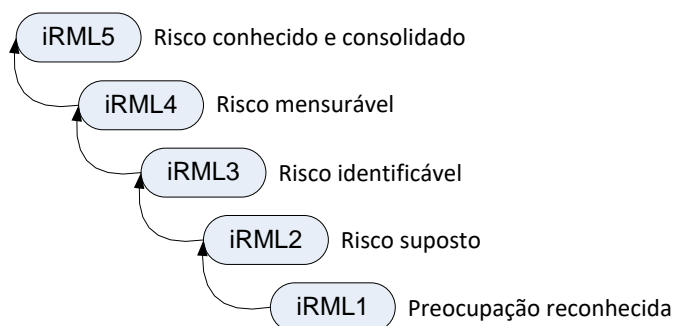 iRML5 Risco conhecido e consolidado
iRML4 Risco mensurável
iRML3 Risco identificável
iRML2 Risco suposto
iRML1 Preocupação reconhecida